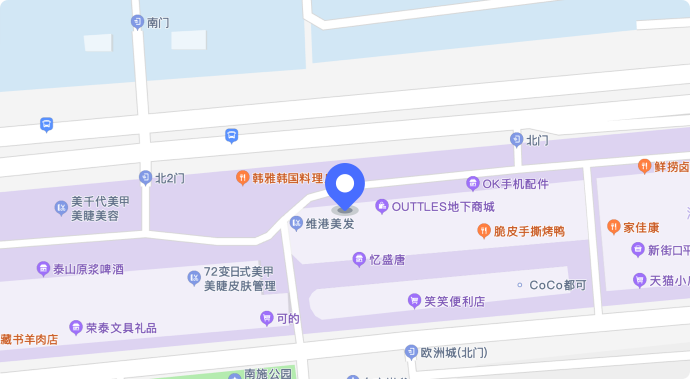 南门
北门
鲜捞卤
北2门
韩雅韩国料理
OK手机配件
美千代美甲
美睫美容
OUTTLES地下商城
维港美发
脆皮手撕烤鸭
家佳康
新街口平
忆盛唐
泰山原浆啤酒
72变日式美甲
美睫皮肤管理
CoCo都可
天猫小店
笑笑便利店
可的
荣泰文具礼品
藏书羊肉店
欧洲城(北门)
南施公园